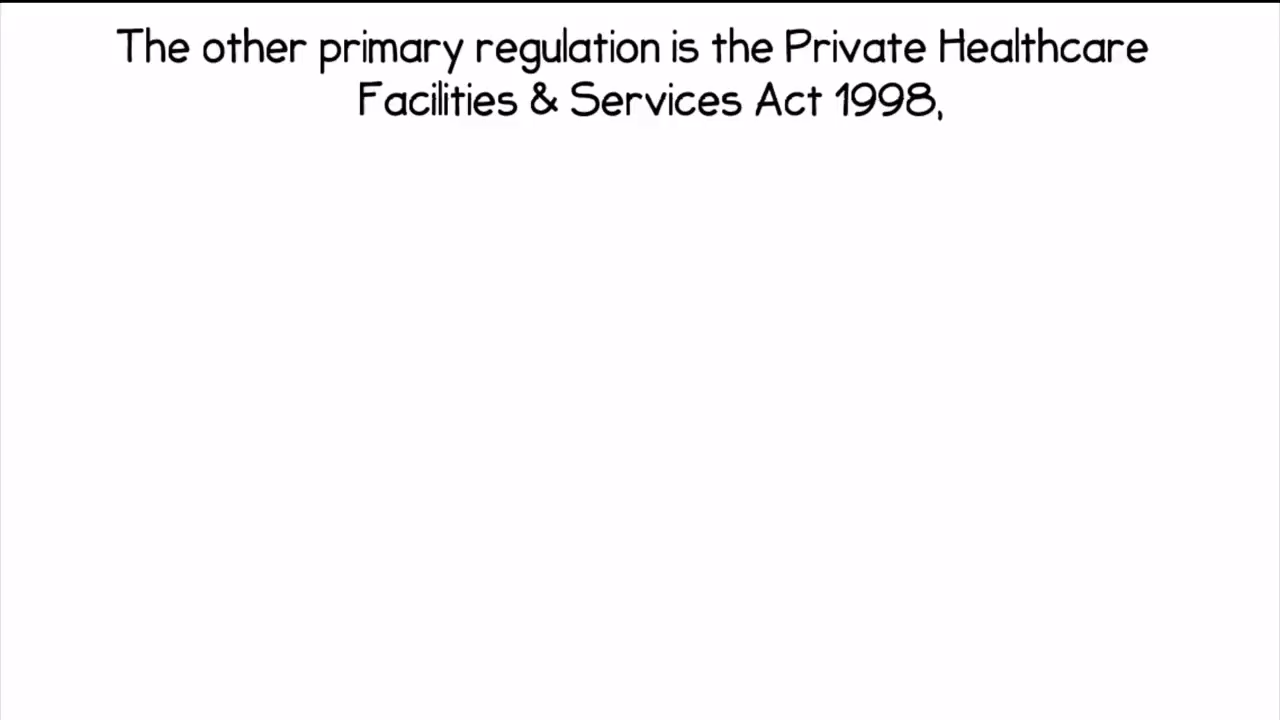 The other primary regulation is the Private Healthcare
Facilities & Services Act 1998,